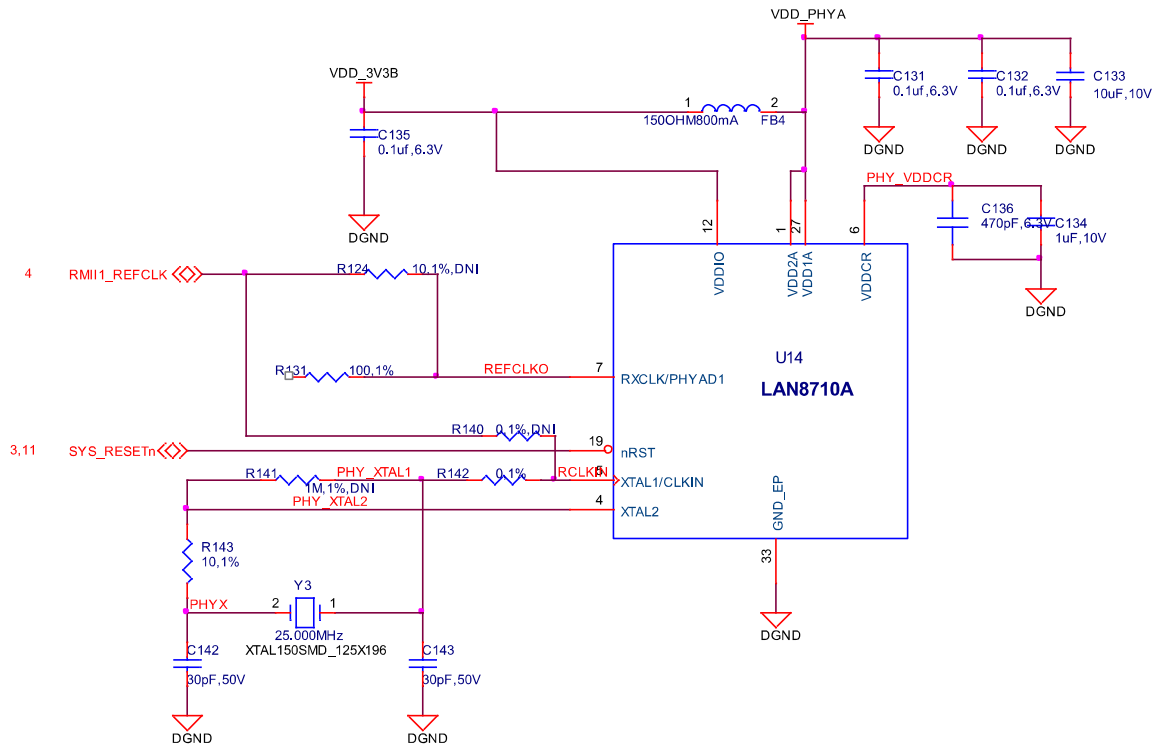 VDD_PHYA
VDD_3V3B
C131
0.1uf,6.3V
C132
0.1uf,6.3V
C133
10uF,10V
1
2
150OHM800mA
FB4
C135
0.1uf,6.3V
DGND
DGND
DGND
PHY_VDDCR
C136
470pF,6.3V
C134
1uF,10V
DGND
12
1
27
6
DGND
VDDIO
VDD2A
VDD1A
VDDCR
4
RMII1_REFCLK
R124
10,1%,DNI
U14
LAN8710A
R131
100,1%
REFCLKO
7
RXCLK/PHYAD1
R140
0,1%,DNI
3,11
SYS_RESETn
19
nRST
R141
1M,1%,DNI
PHY_XTAL1
R142
0,1%
RCLKIN
5
XTAL1/CLKIN
PHY_XTAL2
4
XTAL2
GND_EP
33
R143
10,1%
PHYX
2
Y3
1
25.000MHz
XTAL150SMD_125X196
C142
30pF,50V
C143
30pF,50V
DGND
DGND
DGND